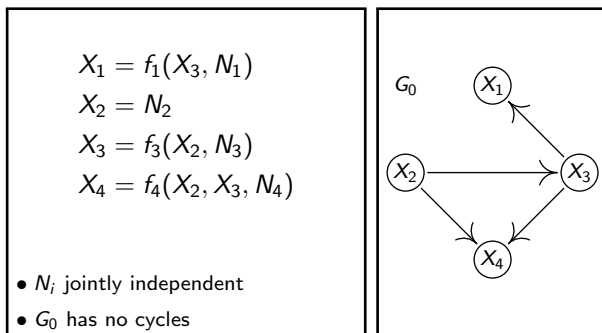 X₁ = f₁(X₃, N₁)
X₂ = N₂
X₃ = f₃(X₂, N₃)
X₄ = f₄(X₂, X₃, N₄)
• Nᵢ jointly independent
• G₀ has no cycles
G₀
X₁
X₂
X₃
X₄